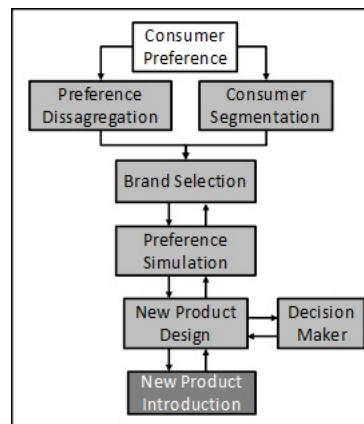 Consumer
Preference
Preference
Dissagregation
Consumer
Segmentation
Brand Selection
Preference
Simulation
New Product
Design
Decision
Maker
New Product
Introduction